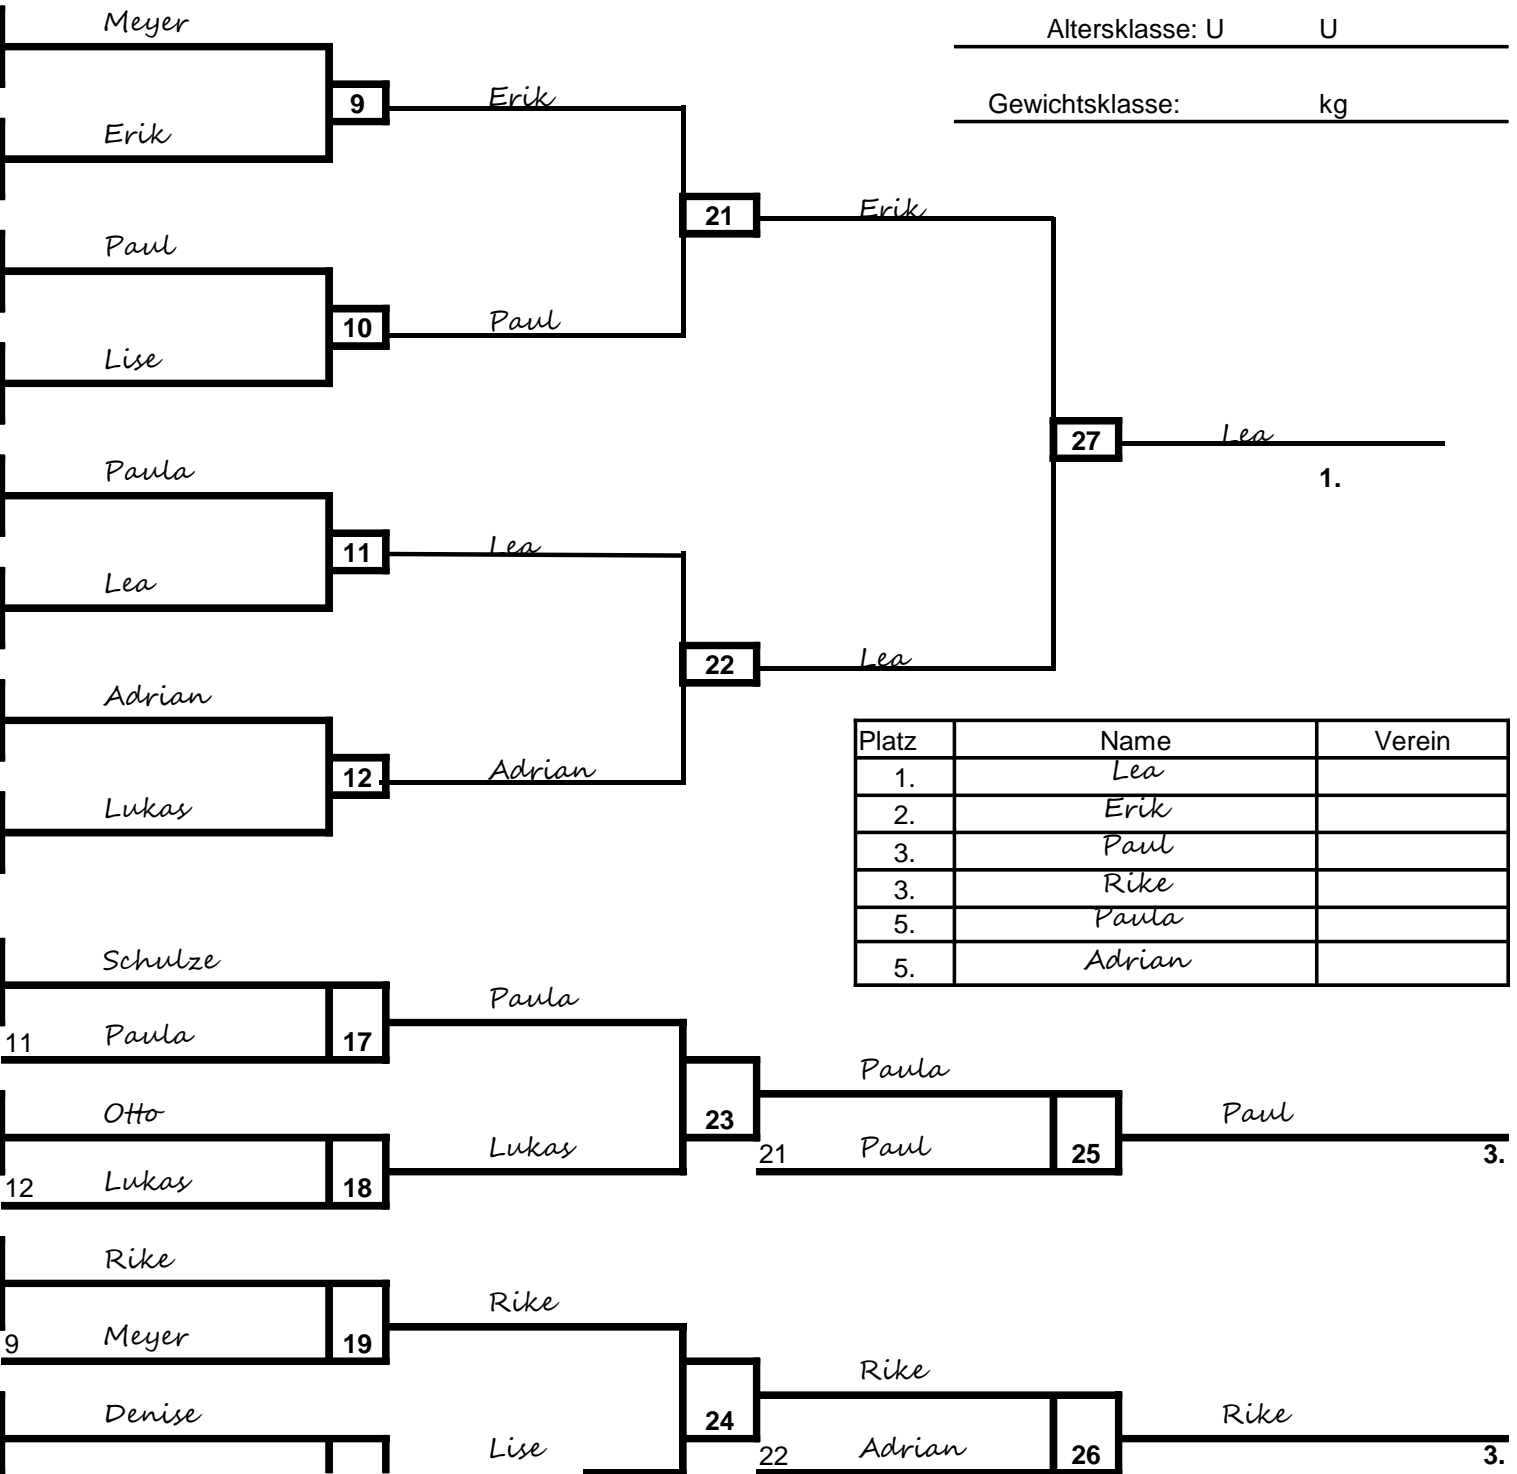 Meyer
Altersklasse: U U
9 Erik
Gewichtsklasse: kg
Erik
21 Erik
Paul
10 Paul
Lise
27 Lea
1.
Paula
11 Lea
Lea
22 Lea
Adrian
12 Adrian
Lukas
Platz Name Verein
1. Lea
2. Erik
3. Paul
3. Rike
5. Paula
5. Adrian
Schulze
Paula
11 Paula 17
Paula
Otto
23
Paul
Lukas
21 Paul 25
3.
12 Lukas 18
Rike
Rike
9 Meyer 19
Rike
Denise
24
Rike
Lise
22 Adrian 26
3.